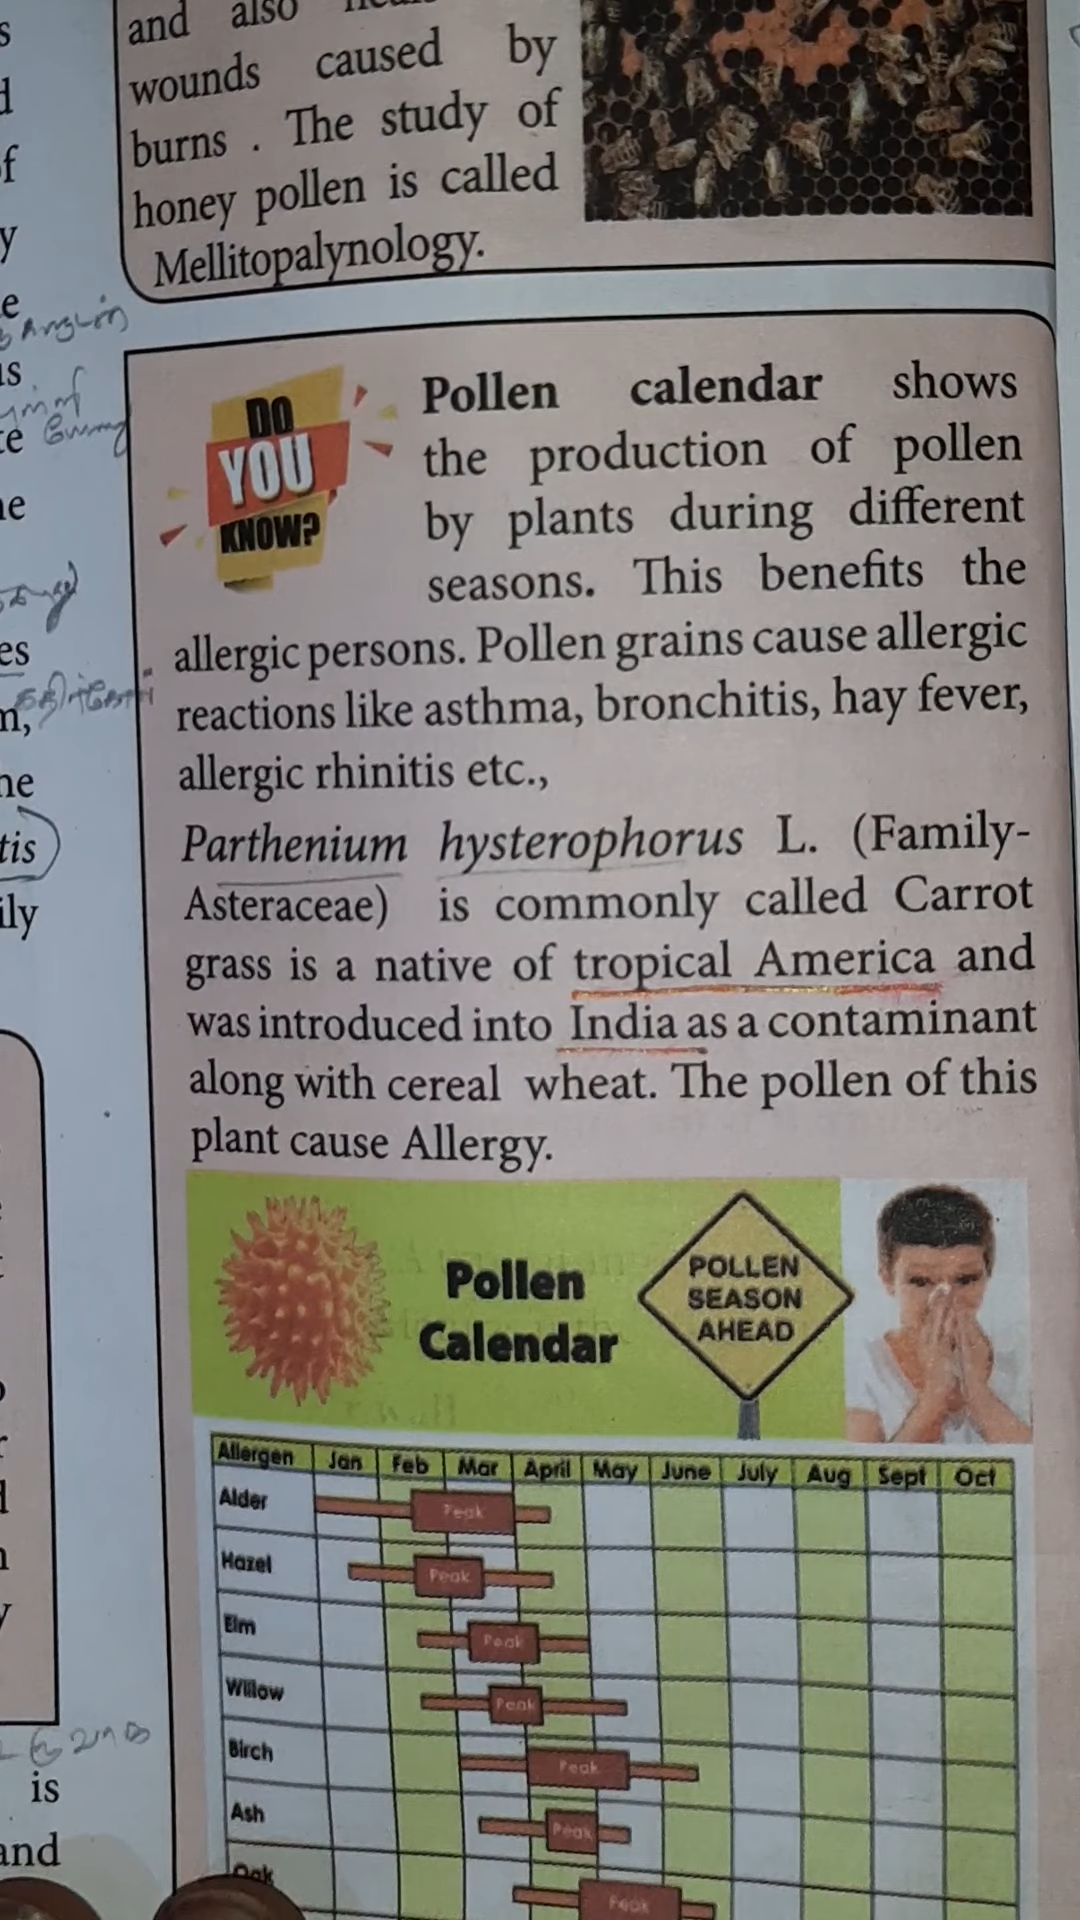 and also
wounds caused by
burns . The study of
honey pollen is called
Mellitopalynology.
DO
YOU
KNOW?
Pollen calendar shows
the production of pollen
by plants during different
seasons. This benefits the
allergic persons. Pollen grains cause allergic
reactions like asthma, bronchitis, hay fever,
allergic rhinitis etc.,
Parthenium hysterophorus L. (Family-
Asteraceae) is commonly called Carrot
grass is a native of tropical America and
was introduced into India as a contaminant
along with cereal wheat. The pollen of this
plant cause Allergy.
Pollen
Calendar
POLLEN
SEASON
AHEAD
Allergen Jan Feb Mar April May June July Aug Sept Oct
Alder Peak
Hazel Peak
Elm Peak
Willow Peak
Birch Peak
Ash Peak
Oak Peak
is
and